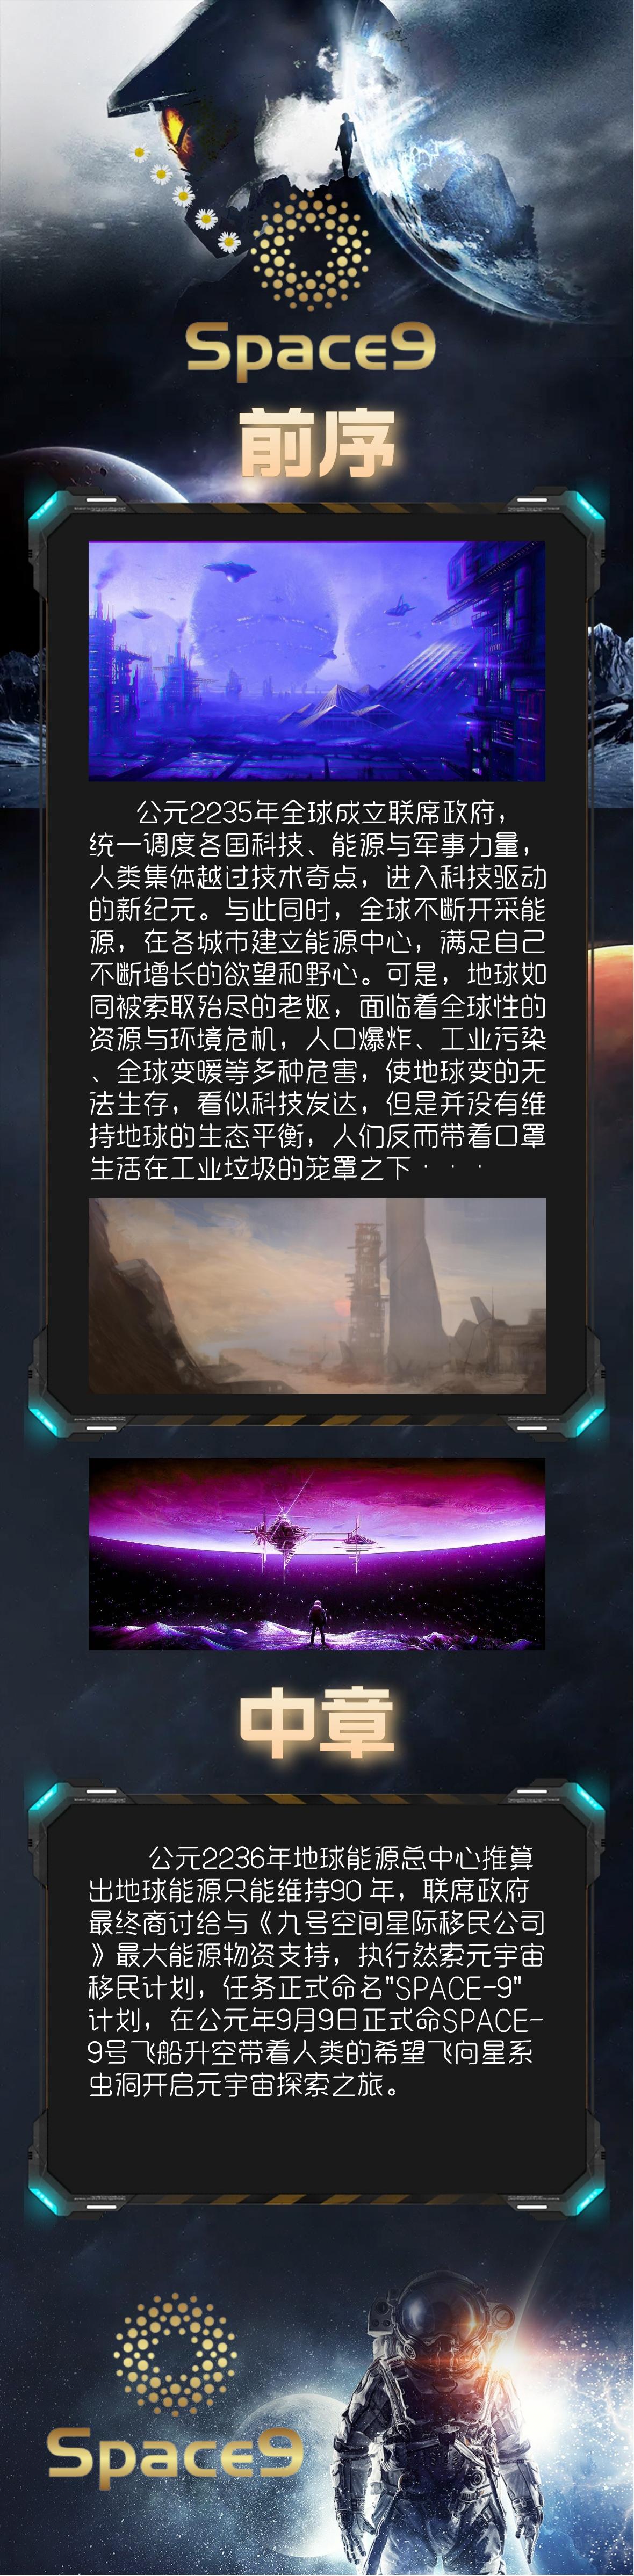 Space9
前序
公元2235年全球成立联席政府，
统一调度各国科技、能源与军事力量，
人类集体越过技术奇点，进入科技驱动
的新纪元。与此同时，全球不断开采能
源，在各城市建立能源中心，满足自己
不断增长的欲望和野心。可是，地球如
同被索取殆尽的老妪，面临着全球性的
资源与环境危机，人口爆炸、工业污染
、全球变暖等多种危害，使地球变的无
法生存，看似科技发达，但是并没有维
持地球的生态平衡，人们反而带着口罩
生活在工业垃圾的笼罩之下···
中章
公元2236年地球能源总中心推算
出地球能源只能维持90 年，联席政府
最终商讨给与《九号空间星际移民公司
》最大能源物资支持，执行然索元宇宙
移民计划，任务正式命名"SPACE-9"
计划，在公元年9月9日正式命SPACE-
9号飞船升空带着人类的希望飞向星系
虫洞开启元宇宙探索之旅。
Space9